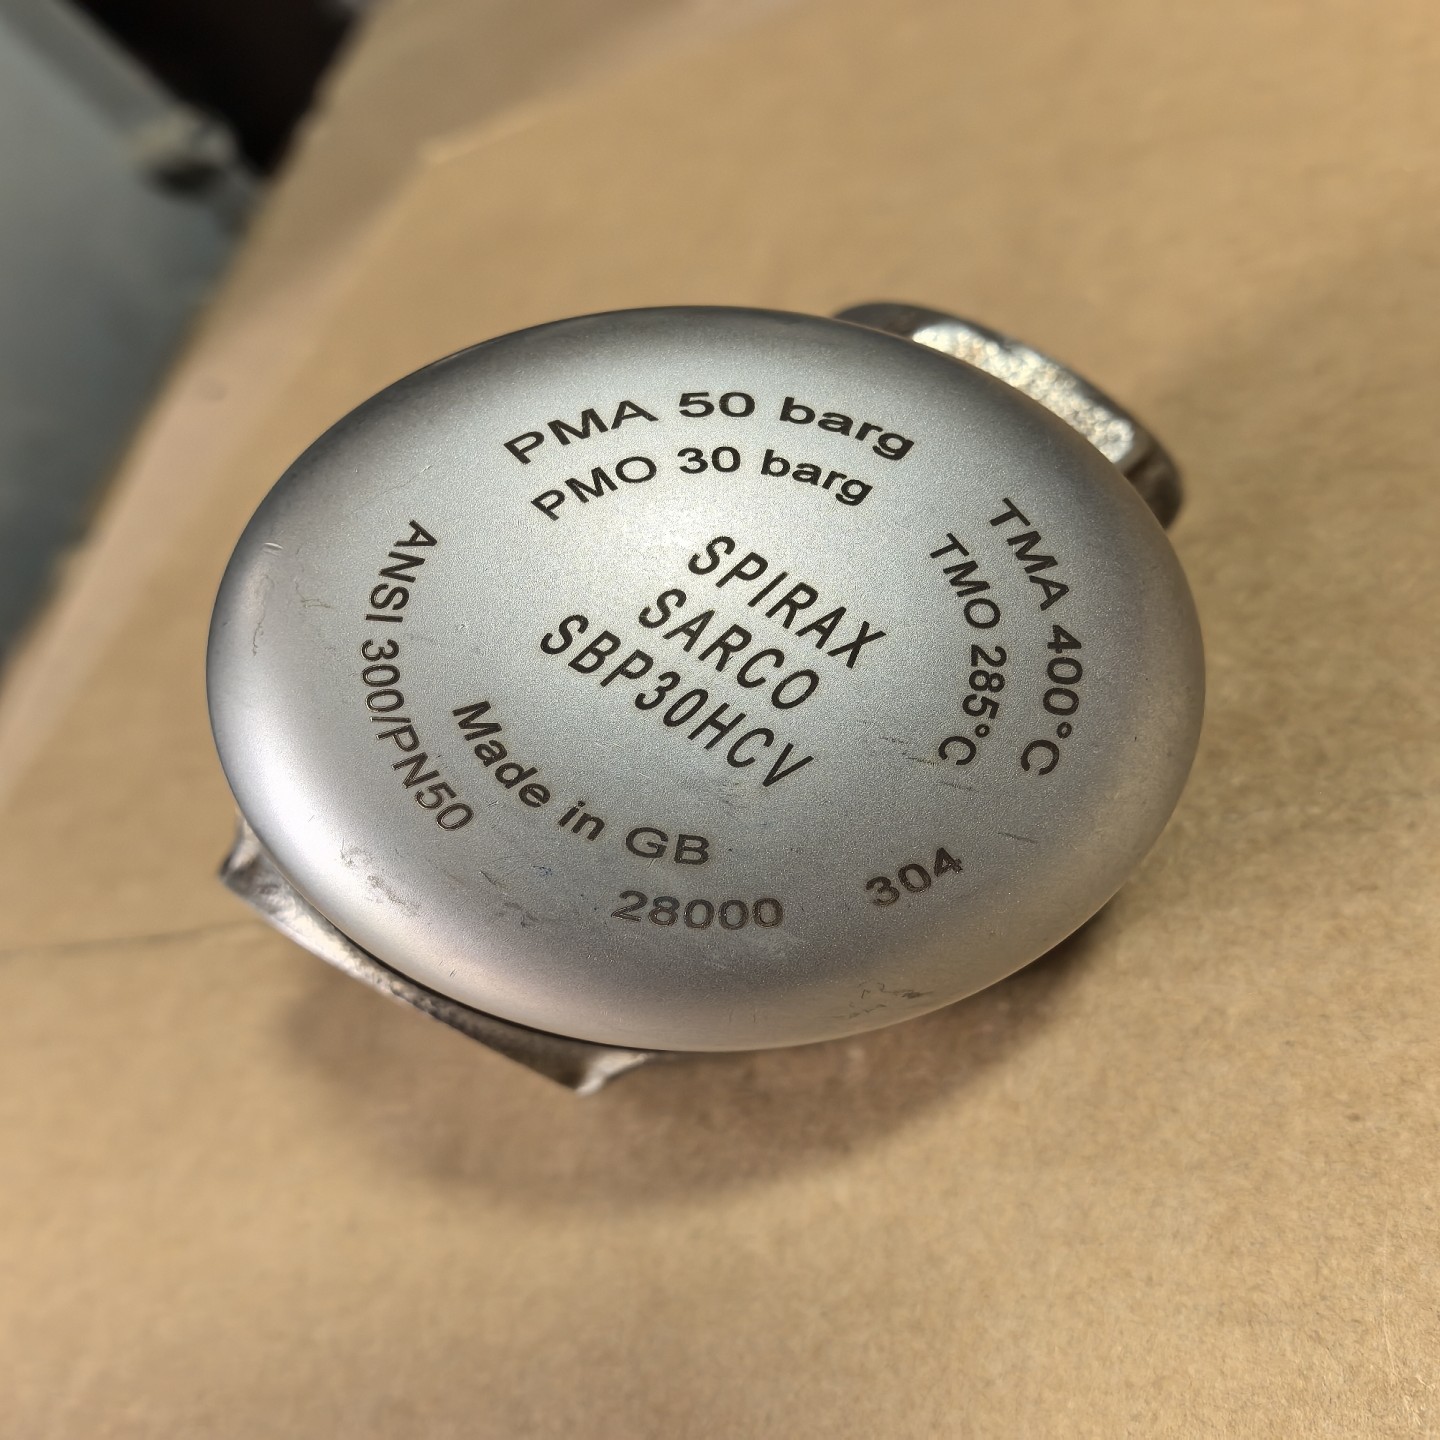 PMA 50 barg
PMO 30 barg
TMA 400°C
TMO 285°C
SPIRAX
SARCO
SBP30HCV
ANSI 300/PN50
Made in GB
28000
304